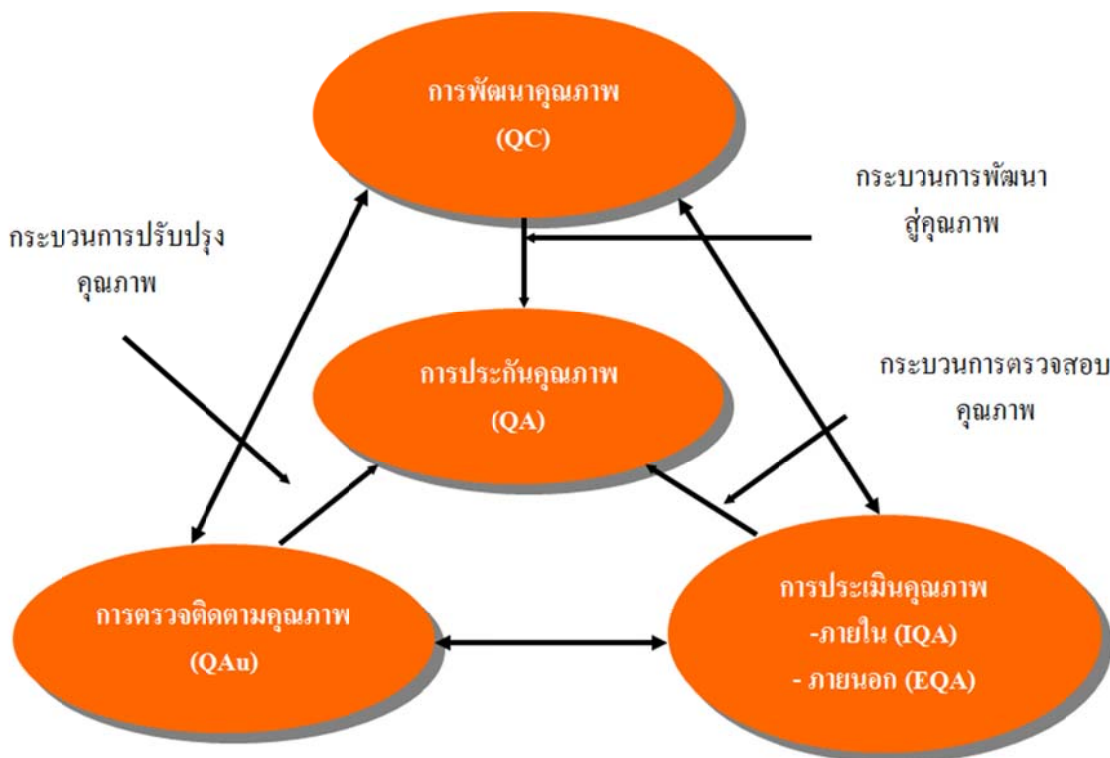 การพัฒนาคุณภาพ
(QC)
กระบวนการพัฒนา
สู่คุณภาพ
กระบวนการปรับปรุง
คุณภาพ
การประกันคุณภาพ
(QA)
กระบวนการตรวจสอบ
คุณภาพ
การตรวจติดตามคุณภาพ
(QAu)
การประเมินคุณภาพ
-ภายใน (IQA)
- ภายนอก (EQA)